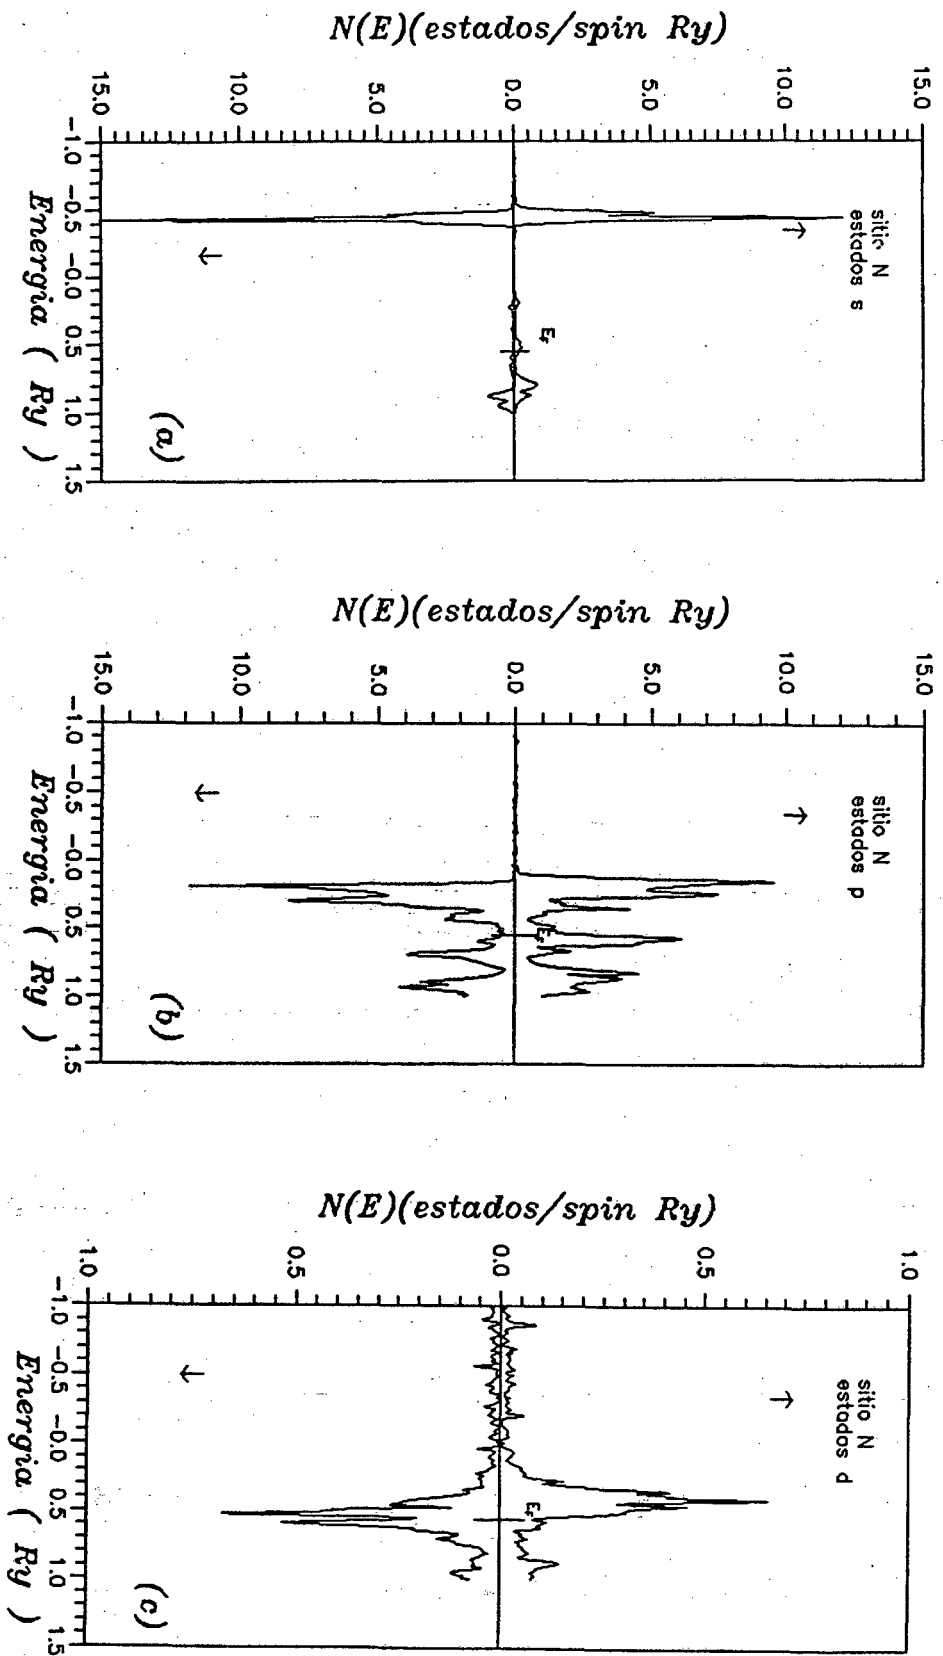 N(E)(estados/spin Ry)
15.0
10.0
5.0
0.0
5.0
10.0
15.0
sitio N
estados s
↑
↓
E_f
-1.0 -0.5 -0.0 0.5 1.0 1.5
Energia ( Ry )
(a)
N(E)(estados/spin Ry)
15.0
10.0
5.0
0.0
5.0
10.0
15.0
sitio N
estados p
↑
↓
E_f
-1.0 -0.5 -0.0 0.5 1.0 1.5
Energia ( Ry )
(b)
N(E)(estados/spin Ry)
1.0
0.5
0.0
0.5
1.0
sitio N
estados d
↑
↓
E_f
-1.0 -0.5 -0.0 0.5 1.0 1.5
Energia ( Ry )
(c)